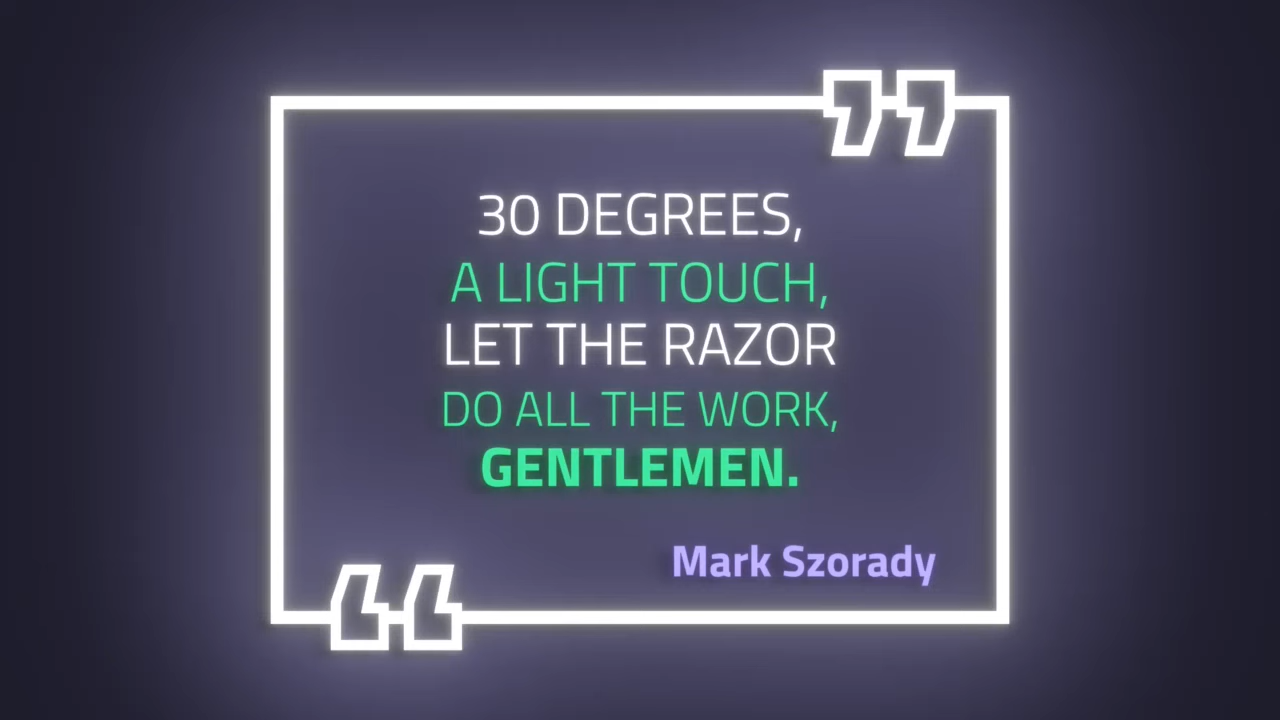 30 DEGREES,
A LIGHT TOUCH,
LET THE RAZOR
DO ALL THE WORK,
GENTLEMEN.
Mark Szorady